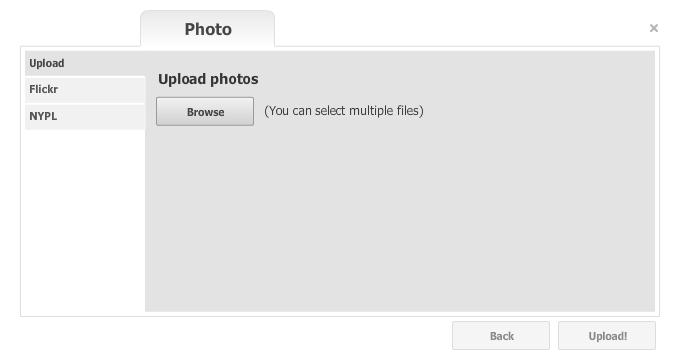 Photo
×
Upload
Flickr
NYPL
Upload photos
Browse (You can select multiple files)
Back Upload!